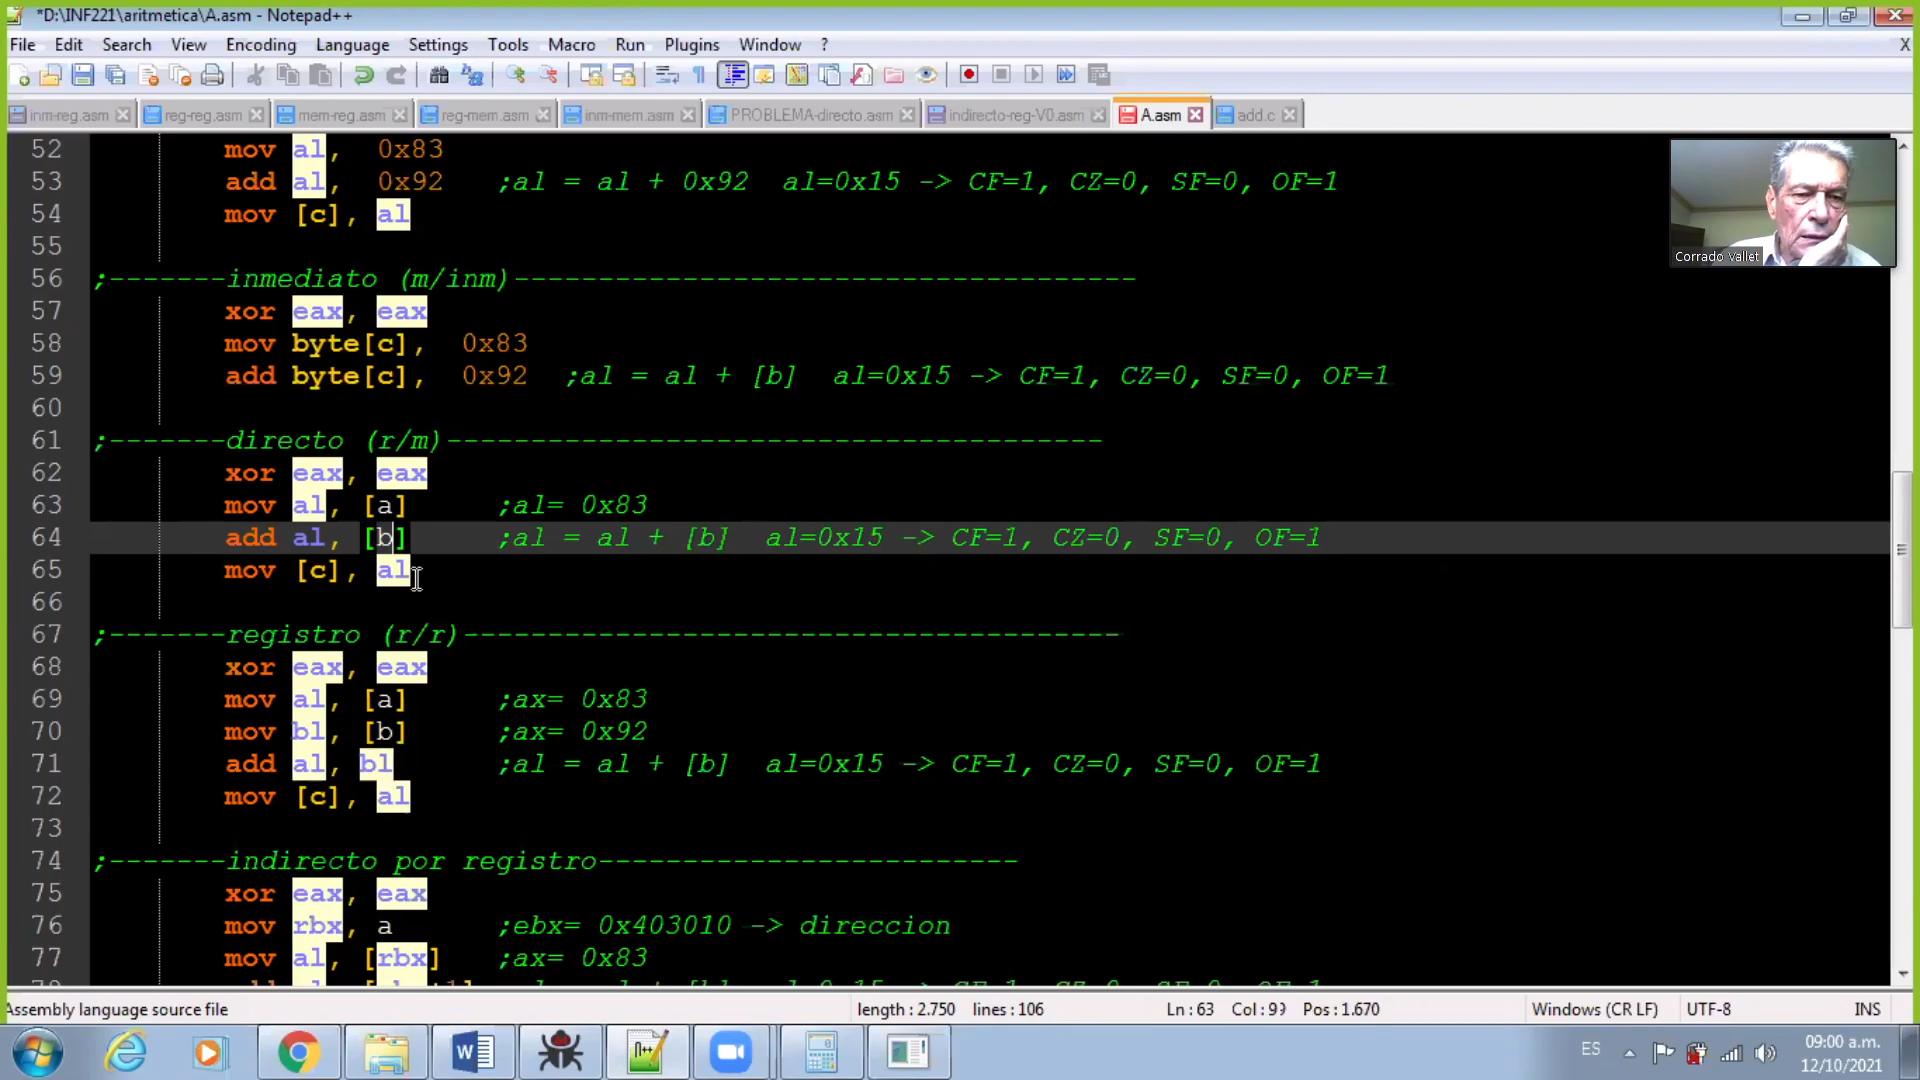 *D:\INF221\aritmetica\A.asm - Notepad++
File Edit Search View Encoding Language Settings Tools Macro Run Plugins Window ? X
inm-reg.asm reg-reg.asm mem-reg.asm reg-mem.asm inm-mem.asm PROBLEMA-directo.asm indirecto-reg-V0.asm A.asm add.c
52 mov al, 0x83
53 add al, 0x92 ;al = al + 0x92 al=0x15 -> CF=1, CZ=0, SF=0, OF=1
54 mov [c], al
55
56 ;-------inmediato (m/inm)-------------------------------------
57 xor eax, eax
58 mov byte[c], 0x83
59 add byte[c], 0x92 ;al = al + [b] al=0x15 -> CF=1, CZ=0, SF=0, OF=1
60
61 ;-------directo (r/m)---------------------------------------
62 xor eax, eax
63 mov al, [a] ;al= 0x83
64 add al, [b] ;al = al + [b] al=0x15 -> CF=1, CZ=0, SF=0, OF=1
65 mov [c], al
66
67 ;-------registro (r/r)---------------------------------------
68 xor eax, eax
69 mov al, [a] ;ax= 0x83
70 mov bl, [b] ;ax= 0x92
71 add al, bl ;al = al + [b] al=0x15 -> CF=1, CZ=0, SF=0, OF=1
72 mov [c], al
73
74 ;-------indirecto por registro-------------------------
75 xor eax, eax
76 mov rbx, a ;ebx= 0x403010 -> direccion
77 mov al, [rbx] ;ax= 0x83
Corrado Vallet
Assembly language source file length : 2.750 lines : 106 Ln : 63 Col : 99 Pos : 1.670 Windows (CR LF) UTF-8 INS
ES 09:00 a.m.
12/10/2021